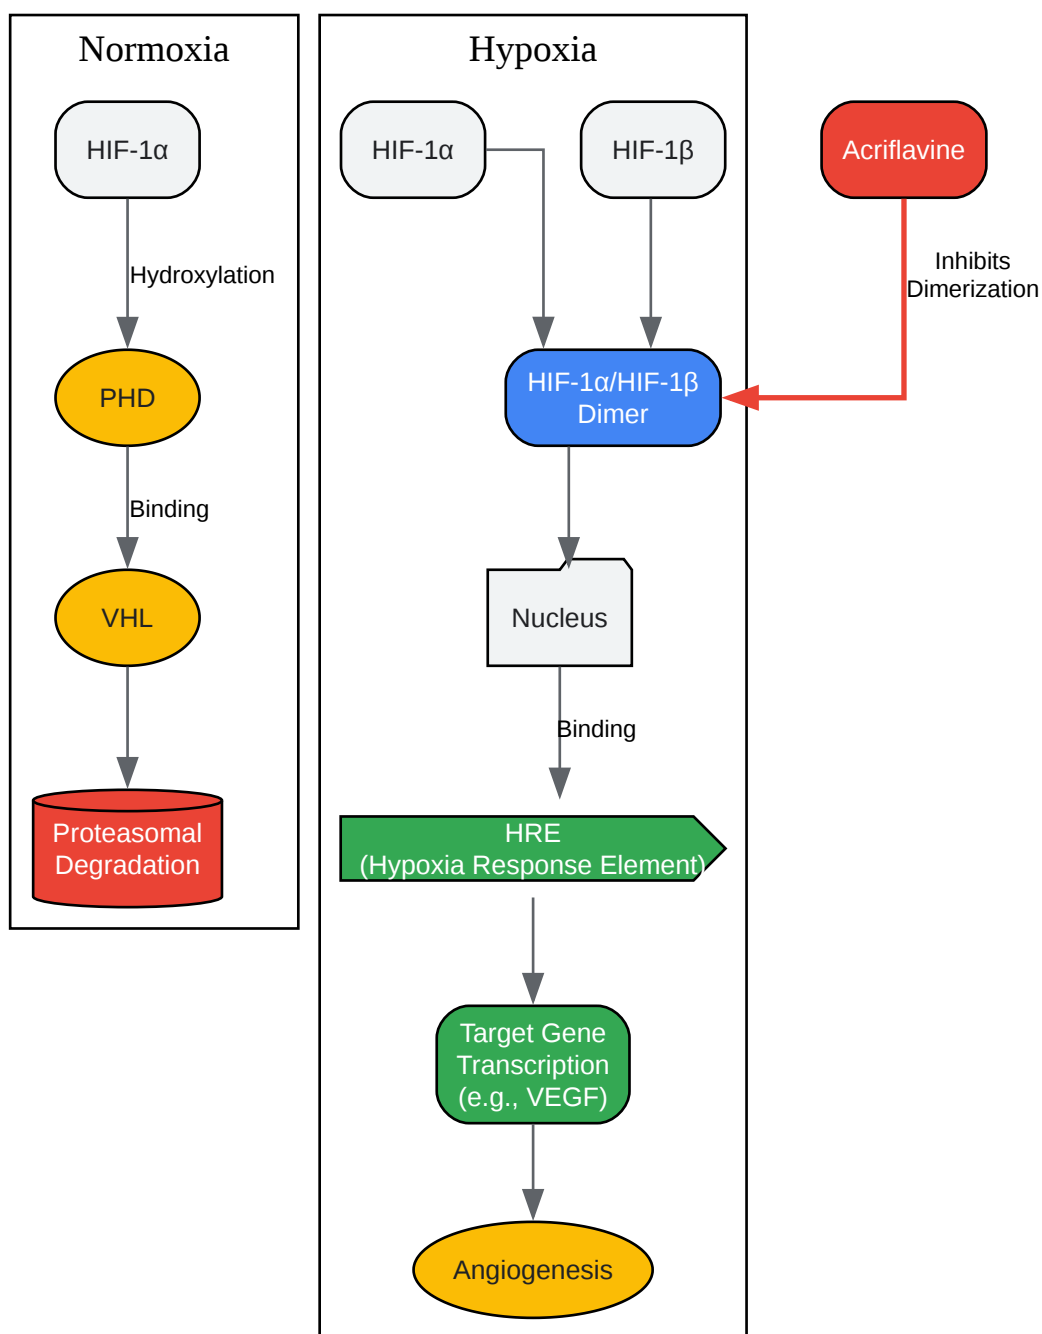 Normoxia
HIF-1α
Hydroxylation
PHD
Binding
VHL
Proteasomal
Degradation
Hypoxia
HIF-1α
HIF-1β
HIF-1α/HIF-1β
Dimer
Nucleus
Binding
HRE
(Hypoxia Response Element)
Target Gene
Transcription
(e.g., VEGF)
Angiogenesis
Acriflavine
Inhibits
Dimerization